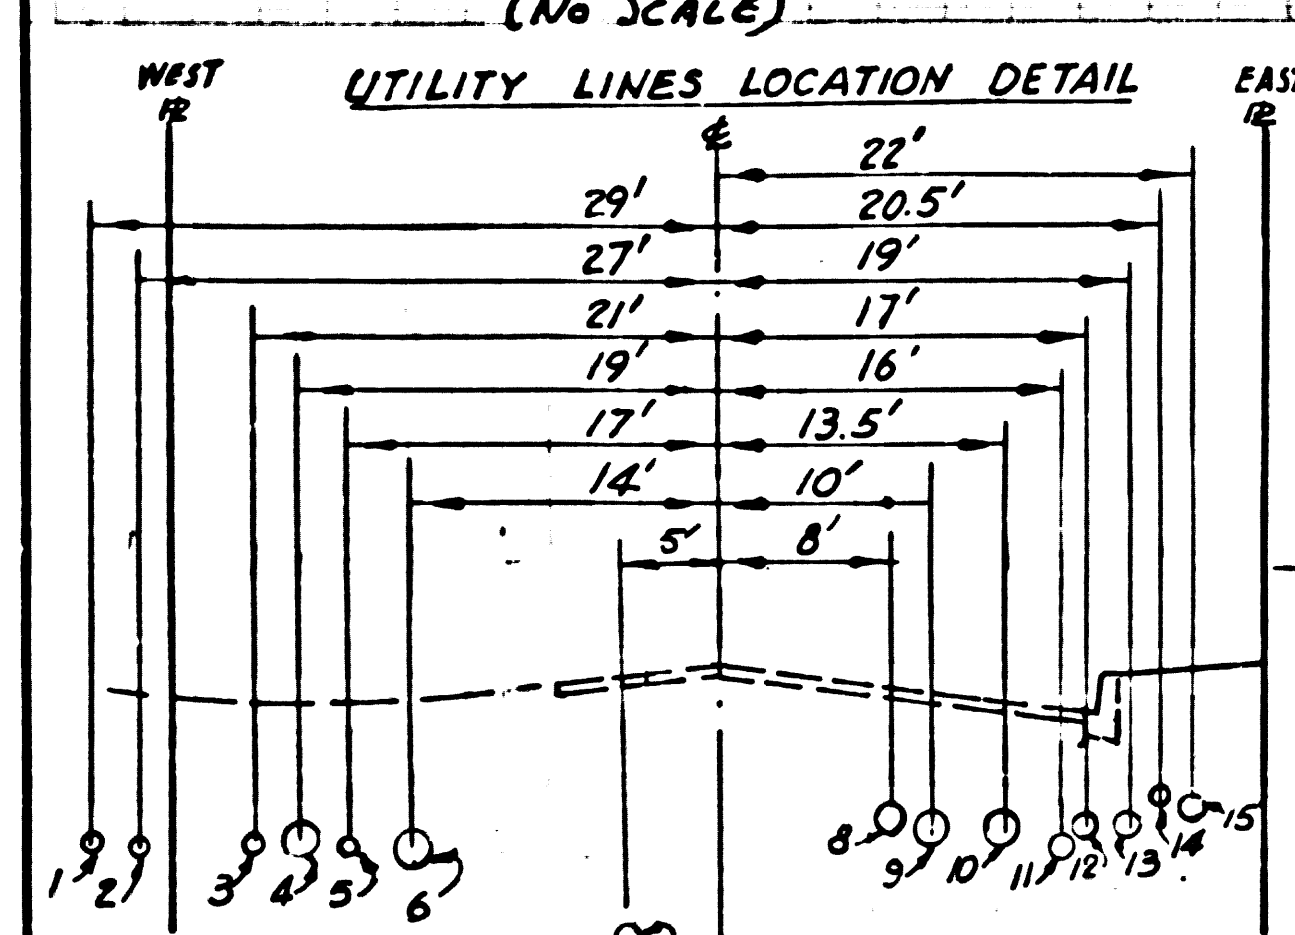 (No SCALE)
WEST UTILITY LINES LOCATION DETAIL EAST
PL ℄ PL
22'
29' 20.5'
27' 19'
21' 17'
19' 16'
17' 13.5'
14' 10'
5' 8'
1 2 3 4 5 6 8 9 10 11 12 13 14 15